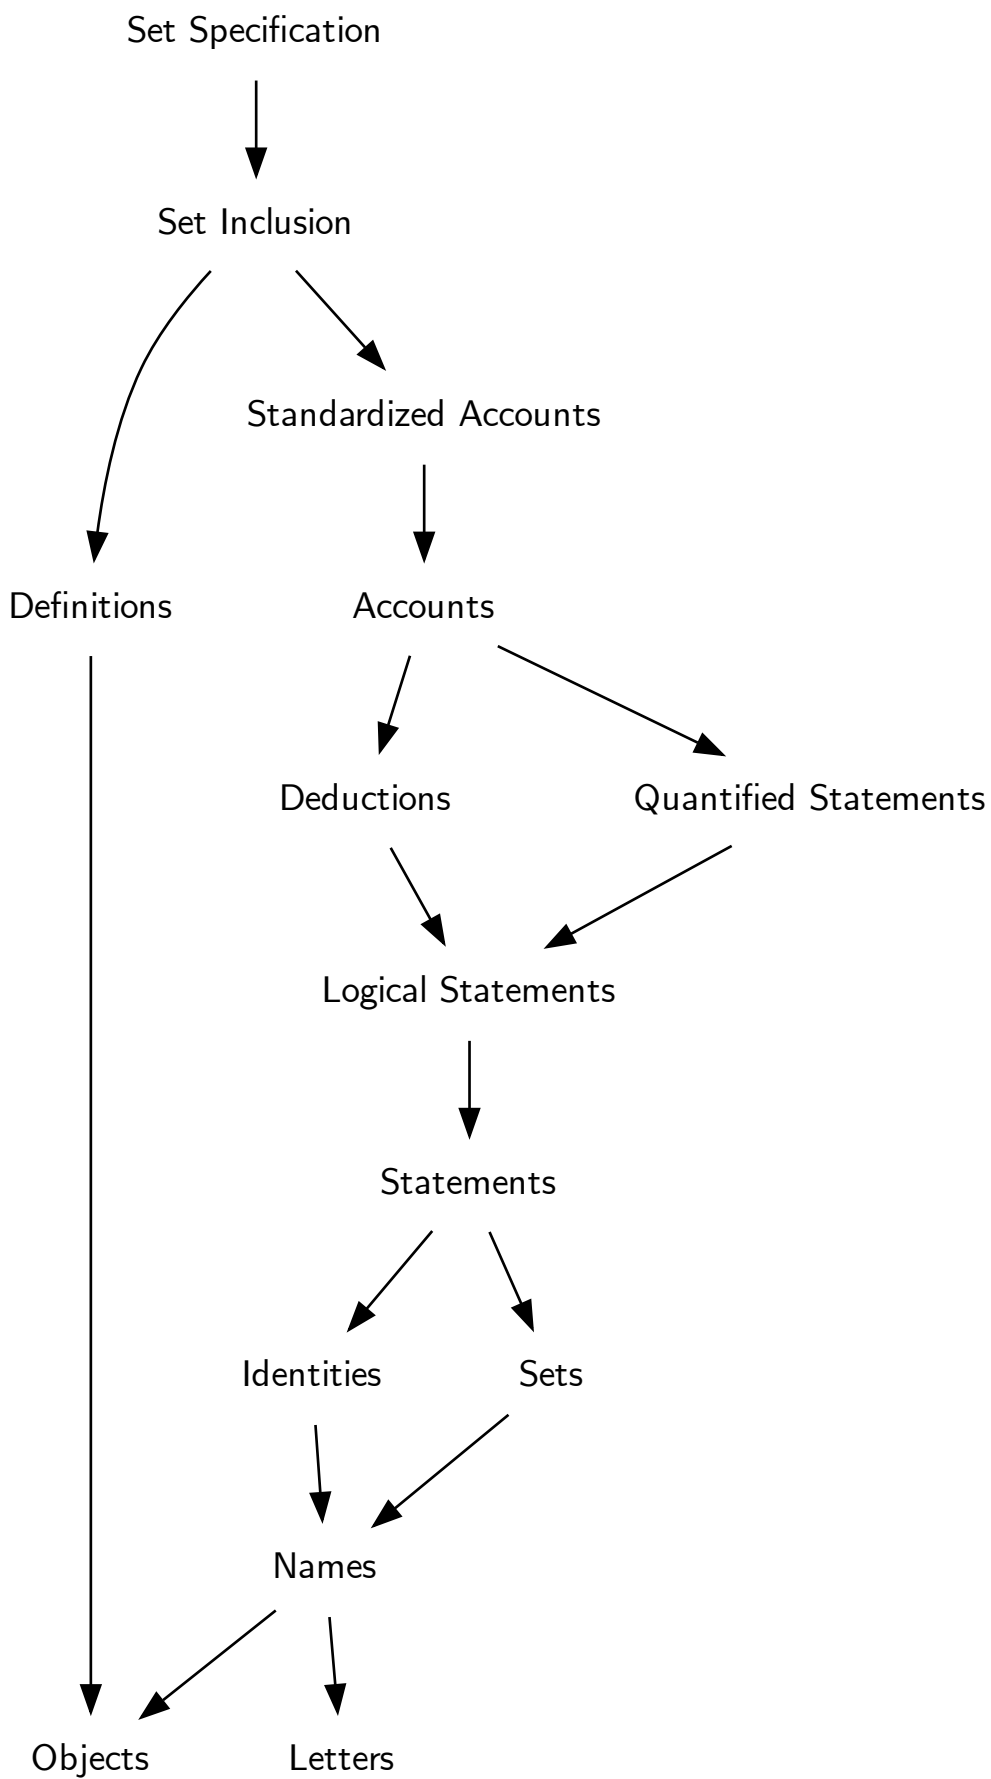 Set Specification
Set Inclusion
Standardized Accounts
Definitions
Accounts
Deductions
Quantified Statements
Logical Statements
Statements
Identities
Sets
Names
Objects
Letters